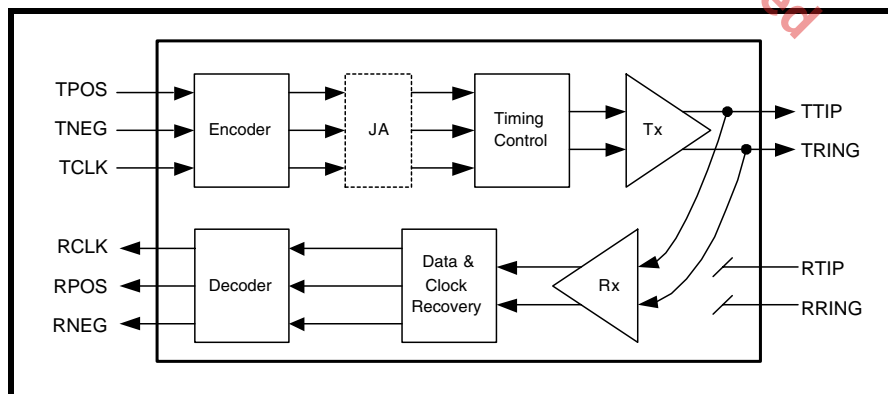 TPOS
TNEG
TCLK
Encoder
JA
Timing
Control
Tx
TTIP
TRING
RCLK
RPOS
RNEG
Decoder
Data &
Clock
Recovery
Rx
RTIP
RRING